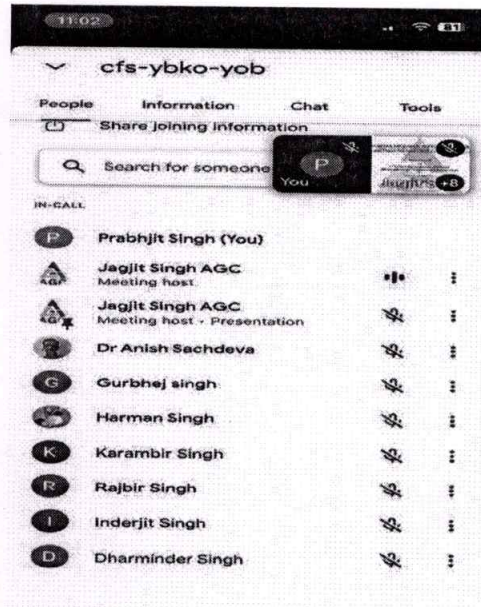 11:02
81
cfs-ybko-yob
People Information Chat Tools
Share joining information
Search for someone
P
You
+8
IN-CALL
P Prabhjit Singh (You)
Jagjit Singh AGC
Meeting host
Jagjit Singh AGC
Meeting host - Presentation
Dr Anish Sachdeva
G Gurbhej singh
Harman Singh
K Karambir Singh
R Rajbir Singh
I Inderjit Singh
D Dharminder Singh